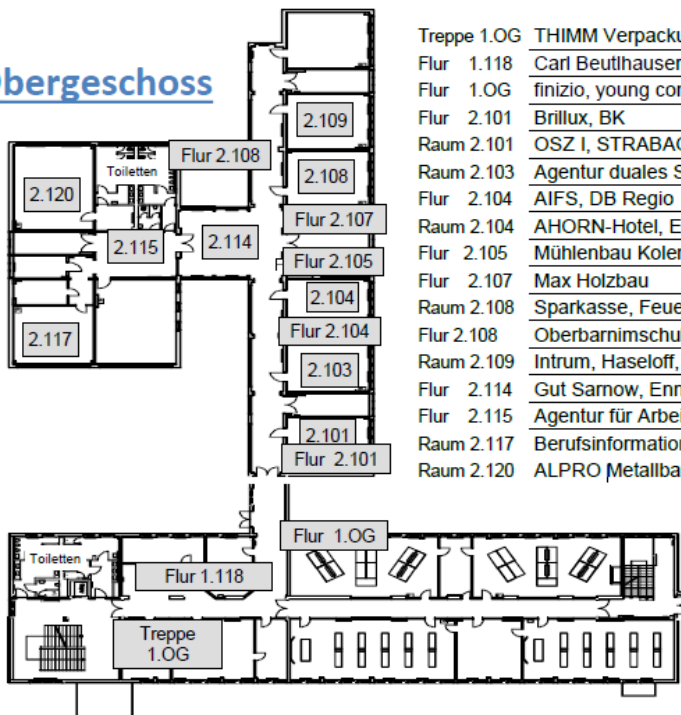 bergeschoss
Treppe 1.OG THIMM Verpacku
Flur 1.118 Carl Beutlhauser
Flur 1.OG finizio, young con
Flur 2.101 Brillux, BK
Raum 2.101 OSZ I, STRABAG
Raum 2.103 Agentur duales S
Flur 2.104 AIFS, DB Regio
Raum 2.104 AHORN-Hotel, E
Flur 2.105 Mühlenbau Koler
Flur 2.107 Max Holzbau
Raum 2.108 Sparkasse, Feue
Flur 2.108 Oberbarnimschul
Raum 2.109 Intrum, Haseloff,
Flur 2.114 Gut Sarnow, Enn
Flur 2.115 Agentur für Arbei
Raum 2.117 Berufsinformation
Raum 2.120 ALPRO Metallba
2.109
Flur 2.108
Toiletten
2.108
2.120
Flur 2.107
2.115
2.114
Flur 2.105
2.104
2.117
Flur 2.104
2.103
2.101
Flur 2.101
Flur 1.OG
Toiletten
Flur 1.118
Treppe
1.OG